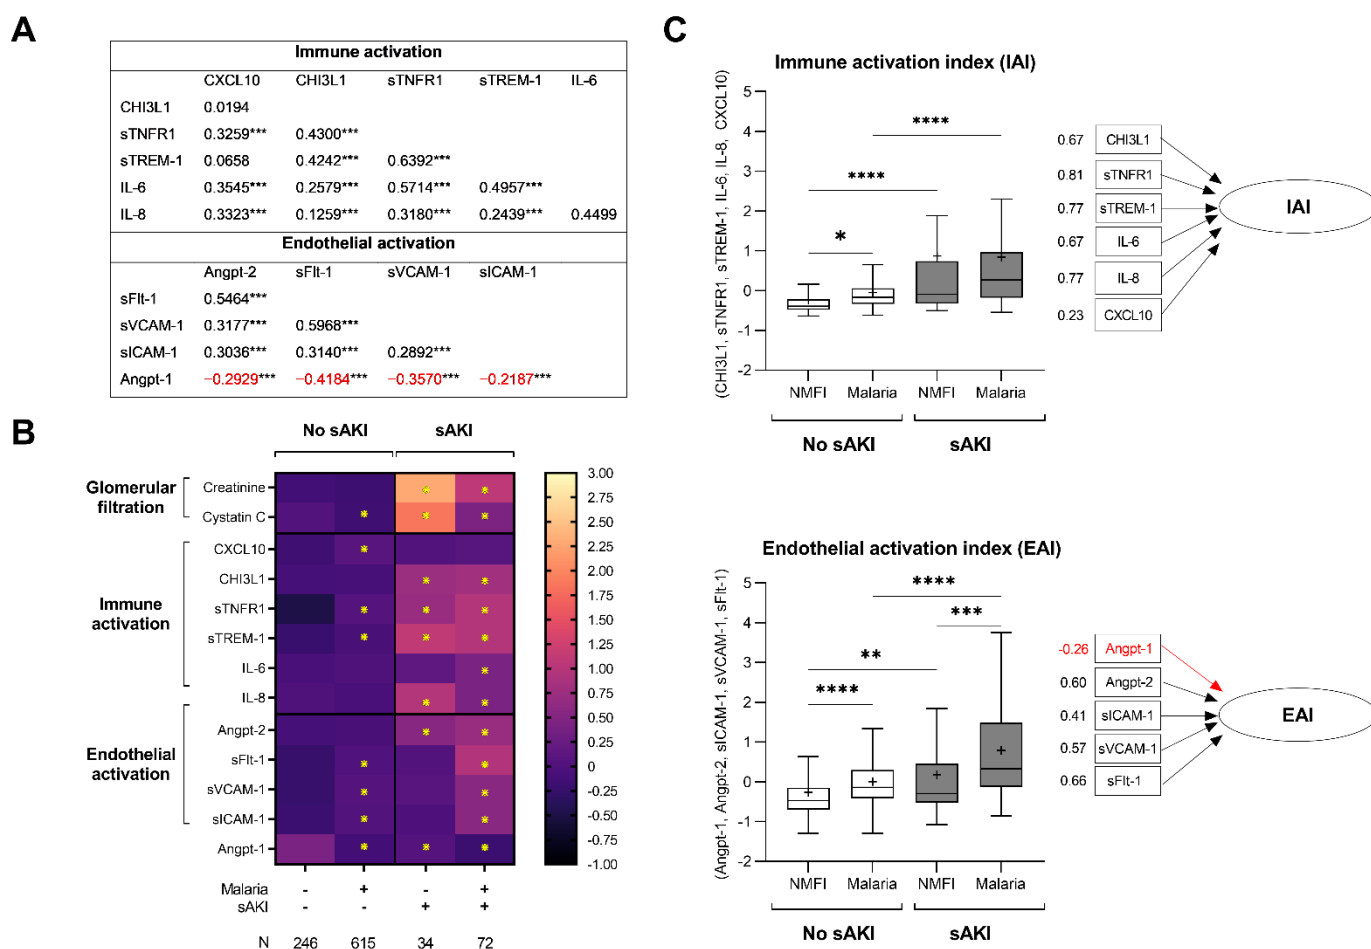 A
Immune activation
CXCL10 CHI3L1 sTNFR1 sTREM-1 IL-6
CHI3L1 0.0194
sTNFR1 0.3259*** 0.4300***
sTREM-1 0.0658 0.4242*** 0.6392***
IL-6 0.3545*** 0.2579*** 0.5714*** 0.4957***
IL-8 0.3323*** 0.1259*** 0.3180*** 0.2439*** 0.4499
Endothelial activation
Angpt-2 sFlt-1 sVCAM-1 sICAM-1
sFlt-1 0.5464***
sVCAM-1 0.3177*** 0.5968***
sICAM-1 0.3036*** 0.3140*** 0.2892***
Angpt-1 −0.2929*** −0.4184*** −0.3570*** −0.2187***
B
No sAKI sAKI
Glomerular
filtration
Immune
activation
Endothelial
activation
Creatinine
Cystatin C
CXCL10
CHI3L1
sTNFR1
sTREM-1
IL-6
IL-8
Angpt-2
sFlt-1
sVCAM-1
sICAM-1
Angpt-1
3.00
2.75
2.50
2.25
2.00
1.75
1.50
1.25
1.00
0.75
0.50
0.25
0
-0.25
-0.50
-0.75
-1.00
Malaria - + - +
sAKI - - + +
N 246 615 34 72
C
Immune activation index (IAI)
(CHI3L1, sTNFR1, sTREM-1, IL-6, IL-8, CXCL10)
5
4
3
2
1
0
-1
-2
* **** ****
NMFI Malaria NMFI Malaria
No sAKI sAKI
0.67 CHI3L1
0.81 sTNFR1
0.77 sTREM-1
0.67 IL-6
0.77 IL-8
0.23 CXCL10
IAI
Endothelial activation index (EAI)
(Angpt-1, Angpt-2, sICAM-1, sVCAM-1, sFlt-1)
5
4
3
2
1
0
-1
-2
**** ** **** ***
NMFI Malaria NMFI Malaria
No sAKI sAKI
-0.26 Angpt-1
0.60 Angpt-2
0.41 sICAM-1
0.57 sVCAM-1
0.66 sFlt-1
EAI